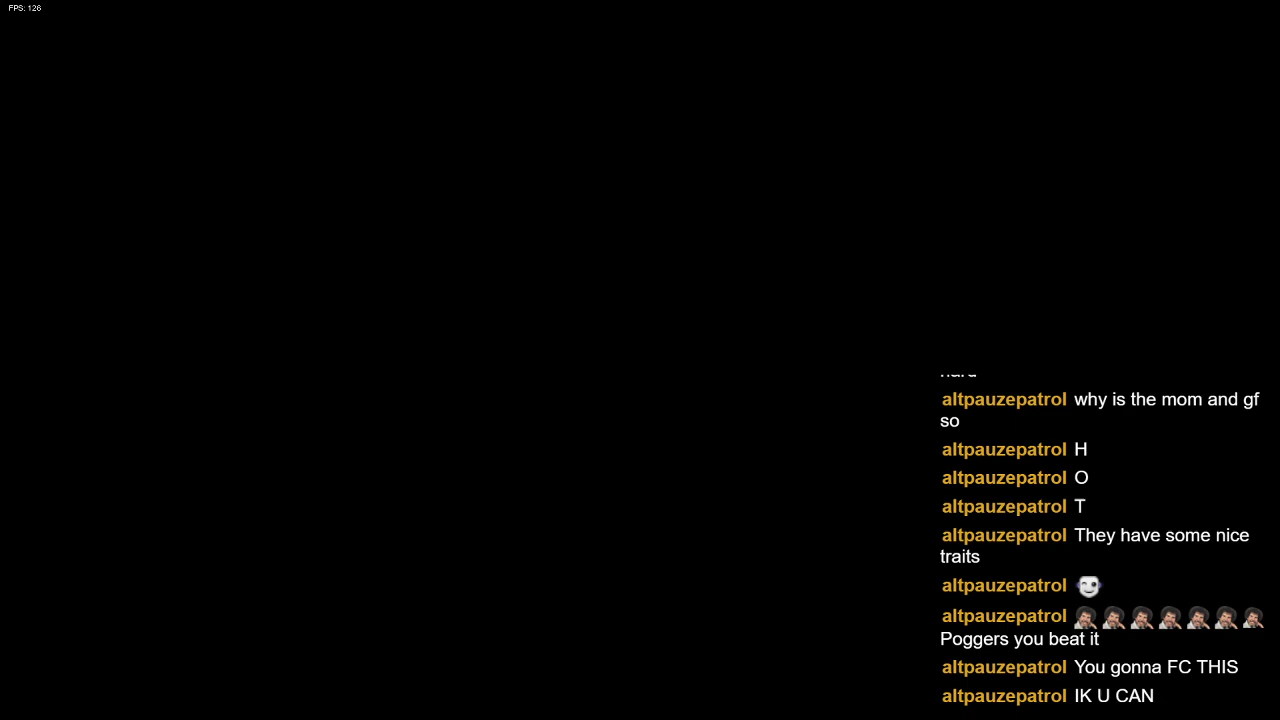 FPS: 126
altpauzepatrol why is the mom and gf
so
altpauzepatrol H
altpauzepatrol O
altpauzepatrol T
altpauzepatrol They have some nice
traits
altpauzepatrol
altpauzepatrol
Poggers you beat it
altpauzepatrol You gonna FC THIS
altpauzepatrol IK U CAN